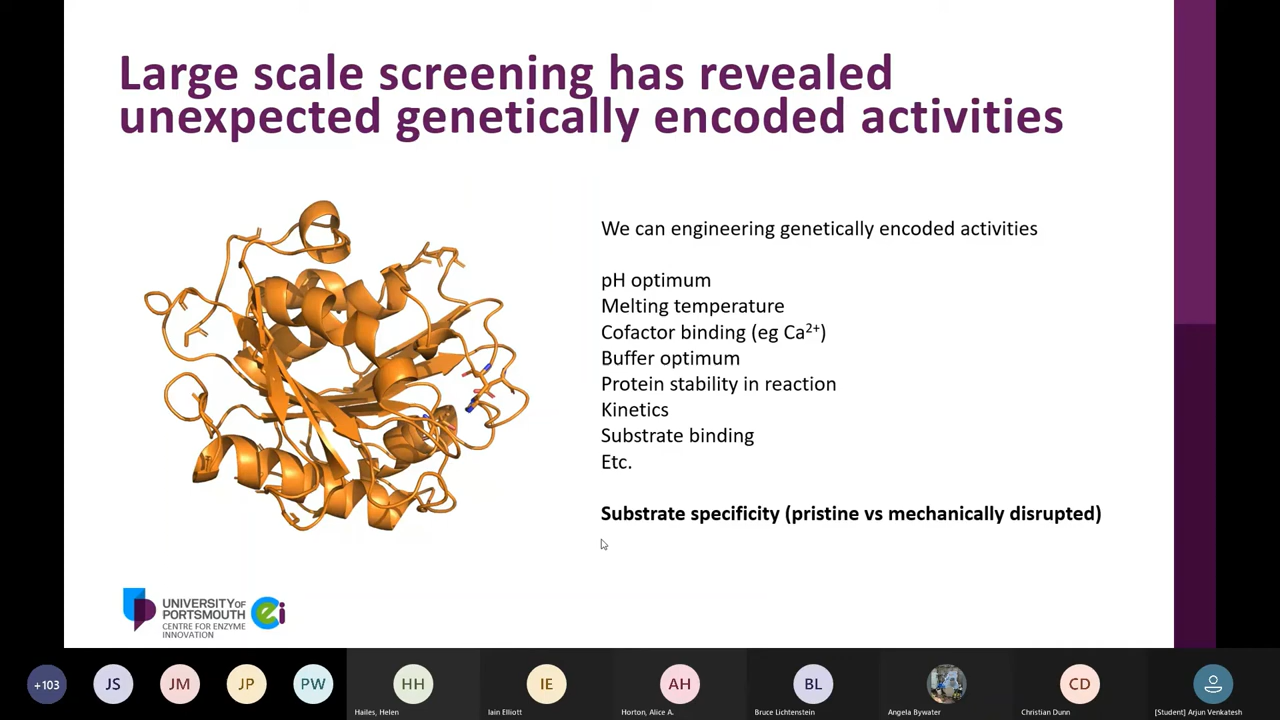 Large scale screening has revealed
unexpected genetically encoded activities
We can engineering genetically encoded activities
pH optimum
Melting temperature
Cofactor binding (eg Ca²⁺)
Buffer optimum
Protein stability in reaction
Kinetics
Substrate binding
Etc.
Substrate specificity (pristine vs mechanically disrupted)
UNIVERSITY OF
PORTSMOUTH
CENTRE FOR ENZYME
INNOVATION
cei
+103
JS
JM
JP
PW
HH
IE
AH
BL
CD
Hailes, Helen
Iain Elliott
Horton, Alice A.
Bruce Lichtenstein
Angela Bywater
Christian Dunn
[Student] Arjun Venkatesh